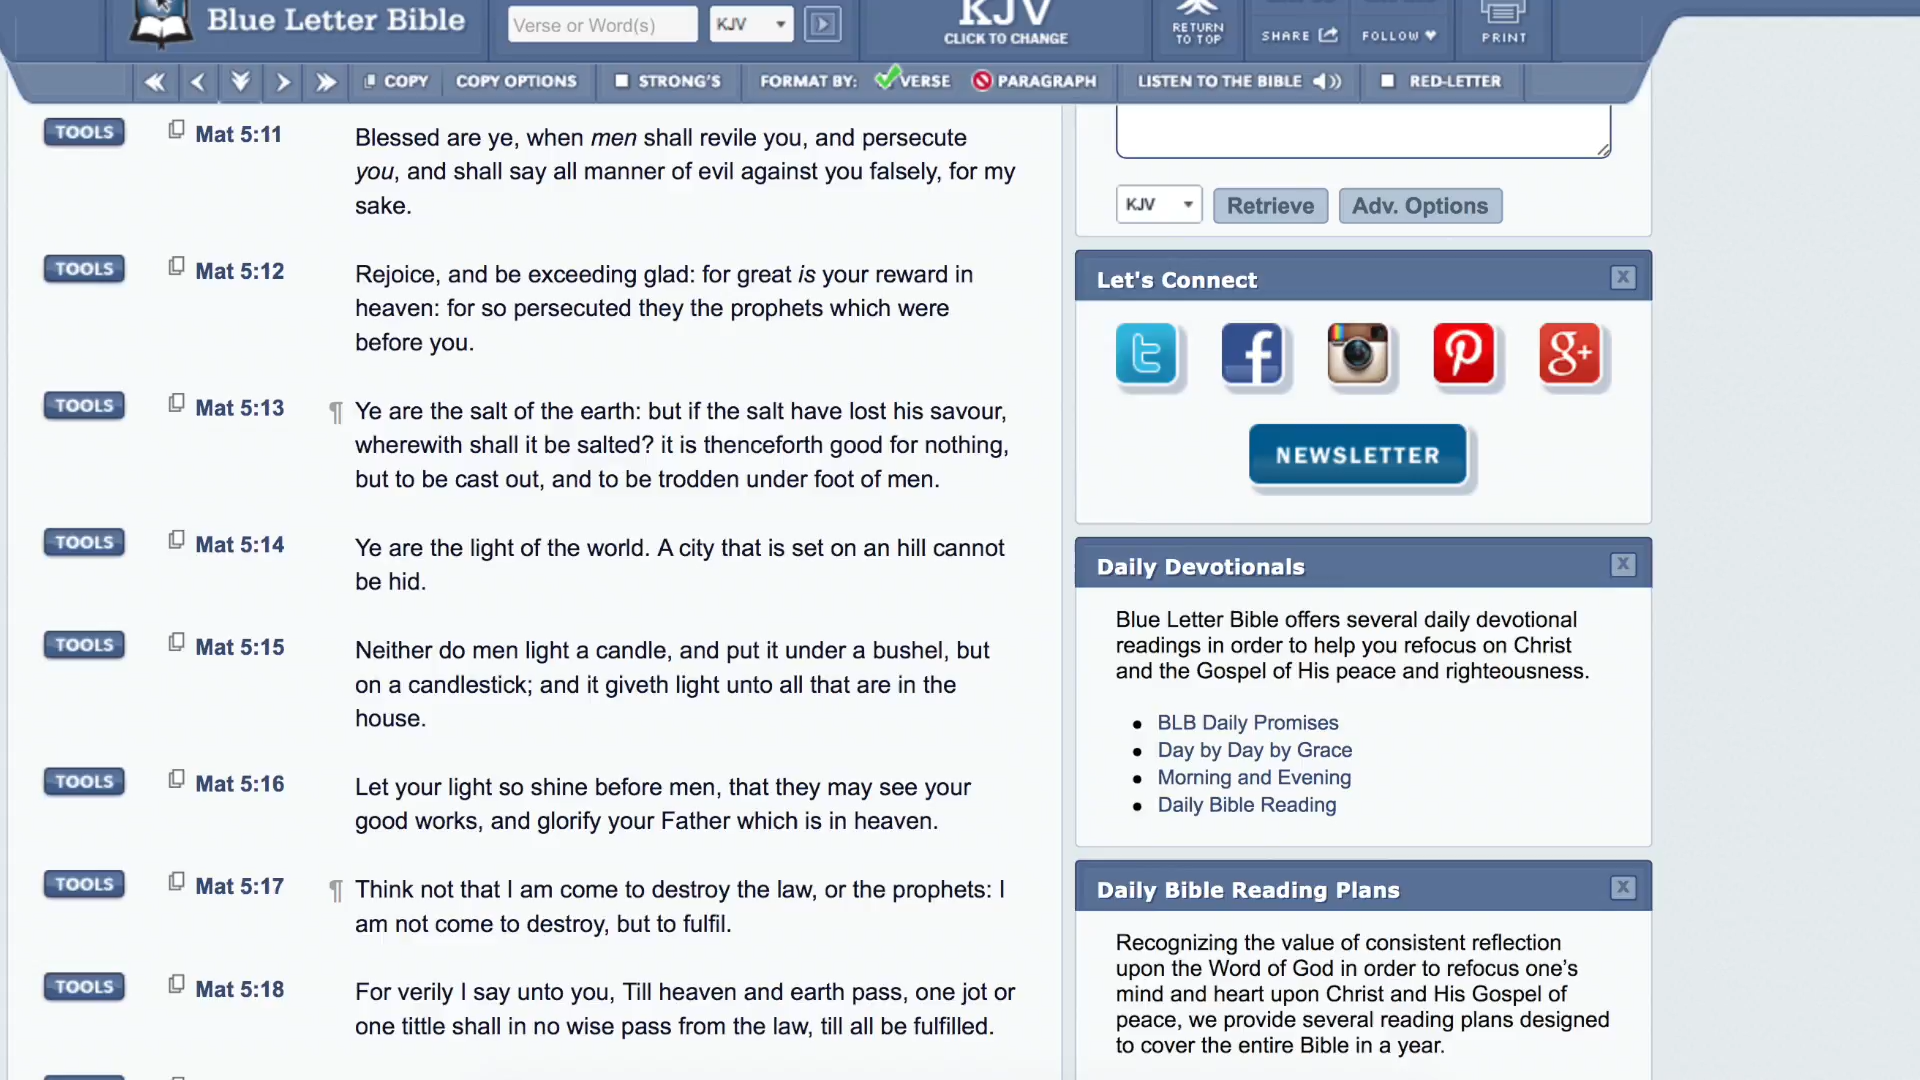 Blue Letter Bible
Verse or Word(s)
KJV
KJV
CLICK TO CHANGE
RETURN
TO TOP
SHARE
FOLLOW
PRINT
COPY
COPY OPTIONS
STRONG'S
FORMAT BY:
VERSE
PARAGRAPH
LISTEN TO THE BIBLE
RED-LETTER
TOOLS
Mat 5:11
Blessed are ye, when men shall revile you, and persecute
you, and shall say all manner of evil against you falsely, for my
sake.
TOOLS
Mat 5:12
Rejoice, and be exceeding glad: for great is your reward in
heaven: for so persecuted they the prophets which were
before you.
TOOLS
Mat 5:13
¶ Ye are the salt of the earth: but if the salt have lost his savour,
wherewith shall it be salted? it is thenceforth good for nothing,
but to be cast out, and to be trodden under foot of men.
TOOLS
Mat 5:14
Ye are the light of the world. A city that is set on an hill cannot
be hid.
TOOLS
Mat 5:15
Neither do men light a candle, and put it under a bushel, but
on a candlestick; and it giveth light unto all that are in the
house.
TOOLS
Mat 5:16
Let your light so shine before men, that they may see your
good works, and glorify your Father which is in heaven.
TOOLS
Mat 5:17
¶ Think not that I am come to destroy the law, or the prophets: I
am not come to destroy, but to fulfil.
TOOLS
Mat 5:18
For verily I say unto you, Till heaven and earth pass, one jot or
one tittle shall in no wise pass from the law, till all be fulfilled.
KJV
Retrieve
Adv. Options
Let's Connect
X
t
f
P
g+
NEWSLETTER
Daily Devotionals
X
Blue Letter Bible offers several daily devotional
readings in order to help you refocus on Christ
and the Gospel of His peace and righteousness.
BLB Daily Promises
Day by Day by Grace
Morning and Evening
Daily Bible Reading
Daily Bible Reading Plans
X
Recognizing the value of consistent reflection
upon the Word of God in order to refocus one’s
mind and heart upon Christ and His Gospel of
peace, we provide several reading plans designed
to cover the entire Bible in a year.